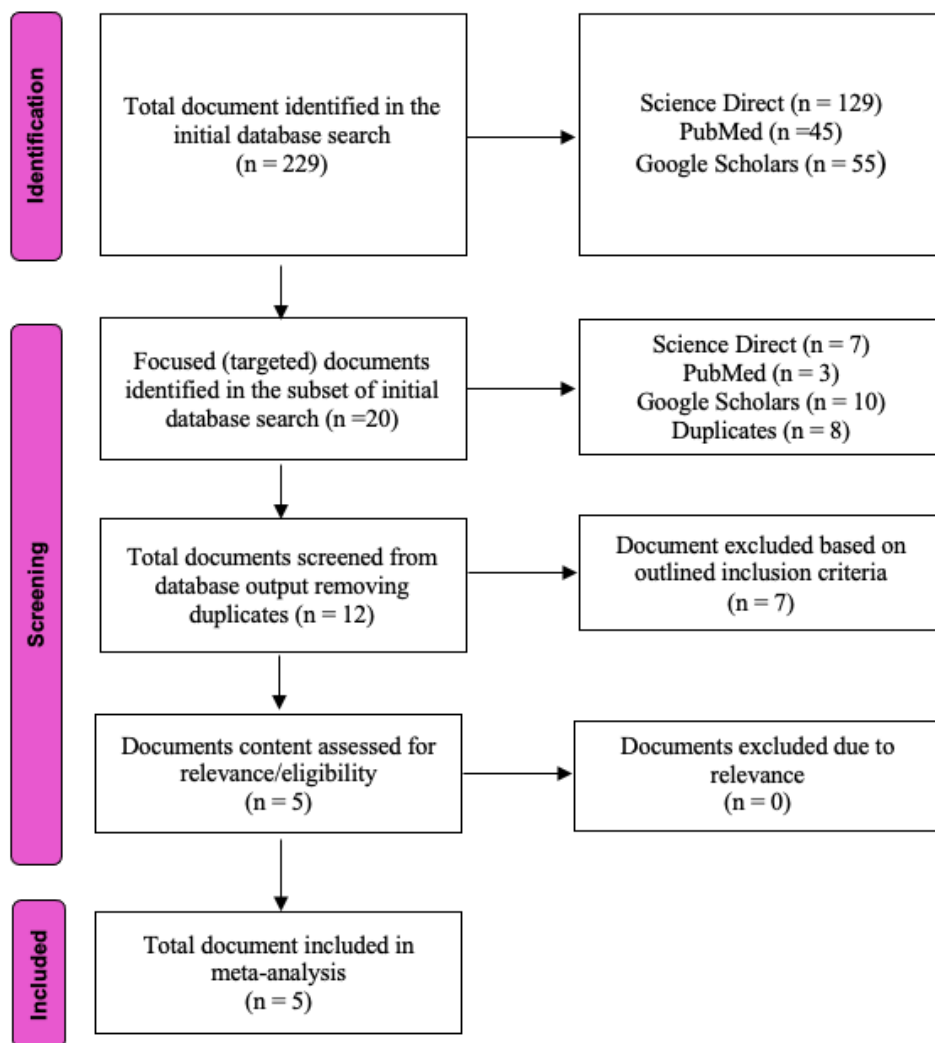 Identification
Total document identified in the
initial database search
(n = 229)
Science Direct (n = 129)
PubMed (n =45)
Google Scholars (n = 55)
Screening
Focused (targeted) documents
identified in the subset of initial
database search (n =20)
Science Direct (n = 7)
PubMed (n = 3)
Google Scholars (n = 10)
Duplicates (n = 8)
Total documents screened from
database output removing
duplicates (n = 12)
Document excluded based on
outlined inclusion criteria
(n = 7)
Documents content assessed for
relevance/eligibility
(n = 5)
Documents excluded due to
relevance
(n = 0)
Included
Total document included in
meta-analysis
(n = 5)